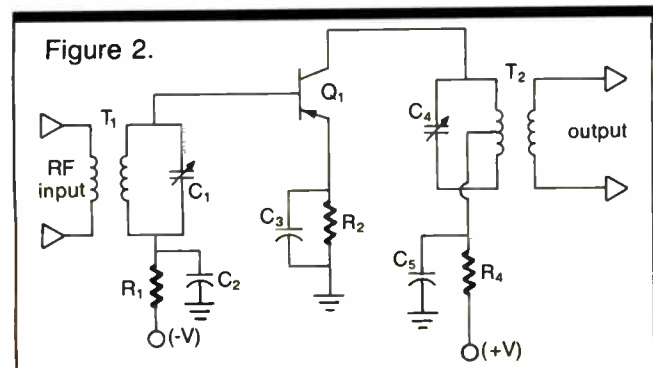 Figure 2.
T1
RF
input
C1
R1
C2
(-V)
Q1
C3
R2
C4
T2
output
C5
R4
(+V)